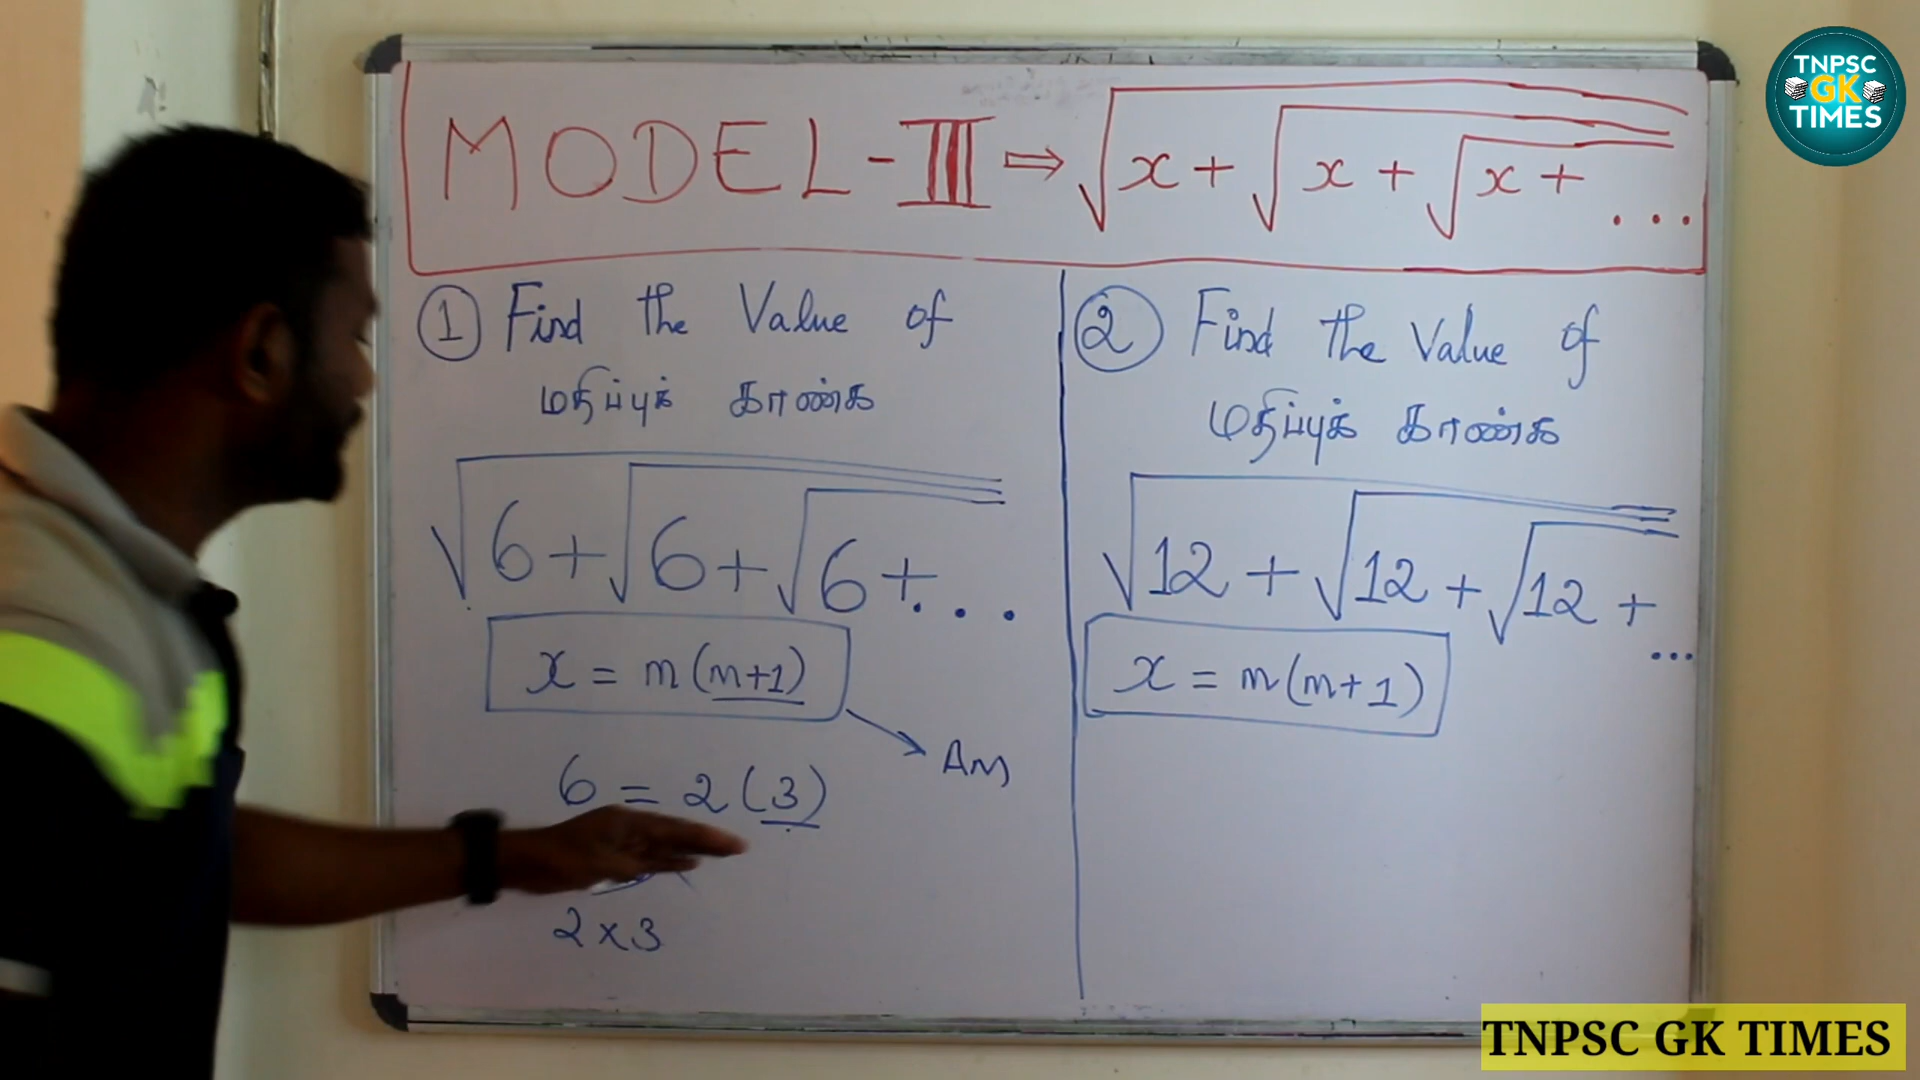 TNPSC
GK
TIMES
MODEL - III ⇒ √x + √x + √x + ...
① Find the Value of
மதிப்புக் காண்க
√6 + √6 + √6 + ...
x = m (m+1)
Ans
6 = 2 (3)
2 x 3
② Find the Value of
மதிப்புக் காண்க
√12 + √12 + √12 + ...
x = m (m + 1)
TNPSC GK TIMES